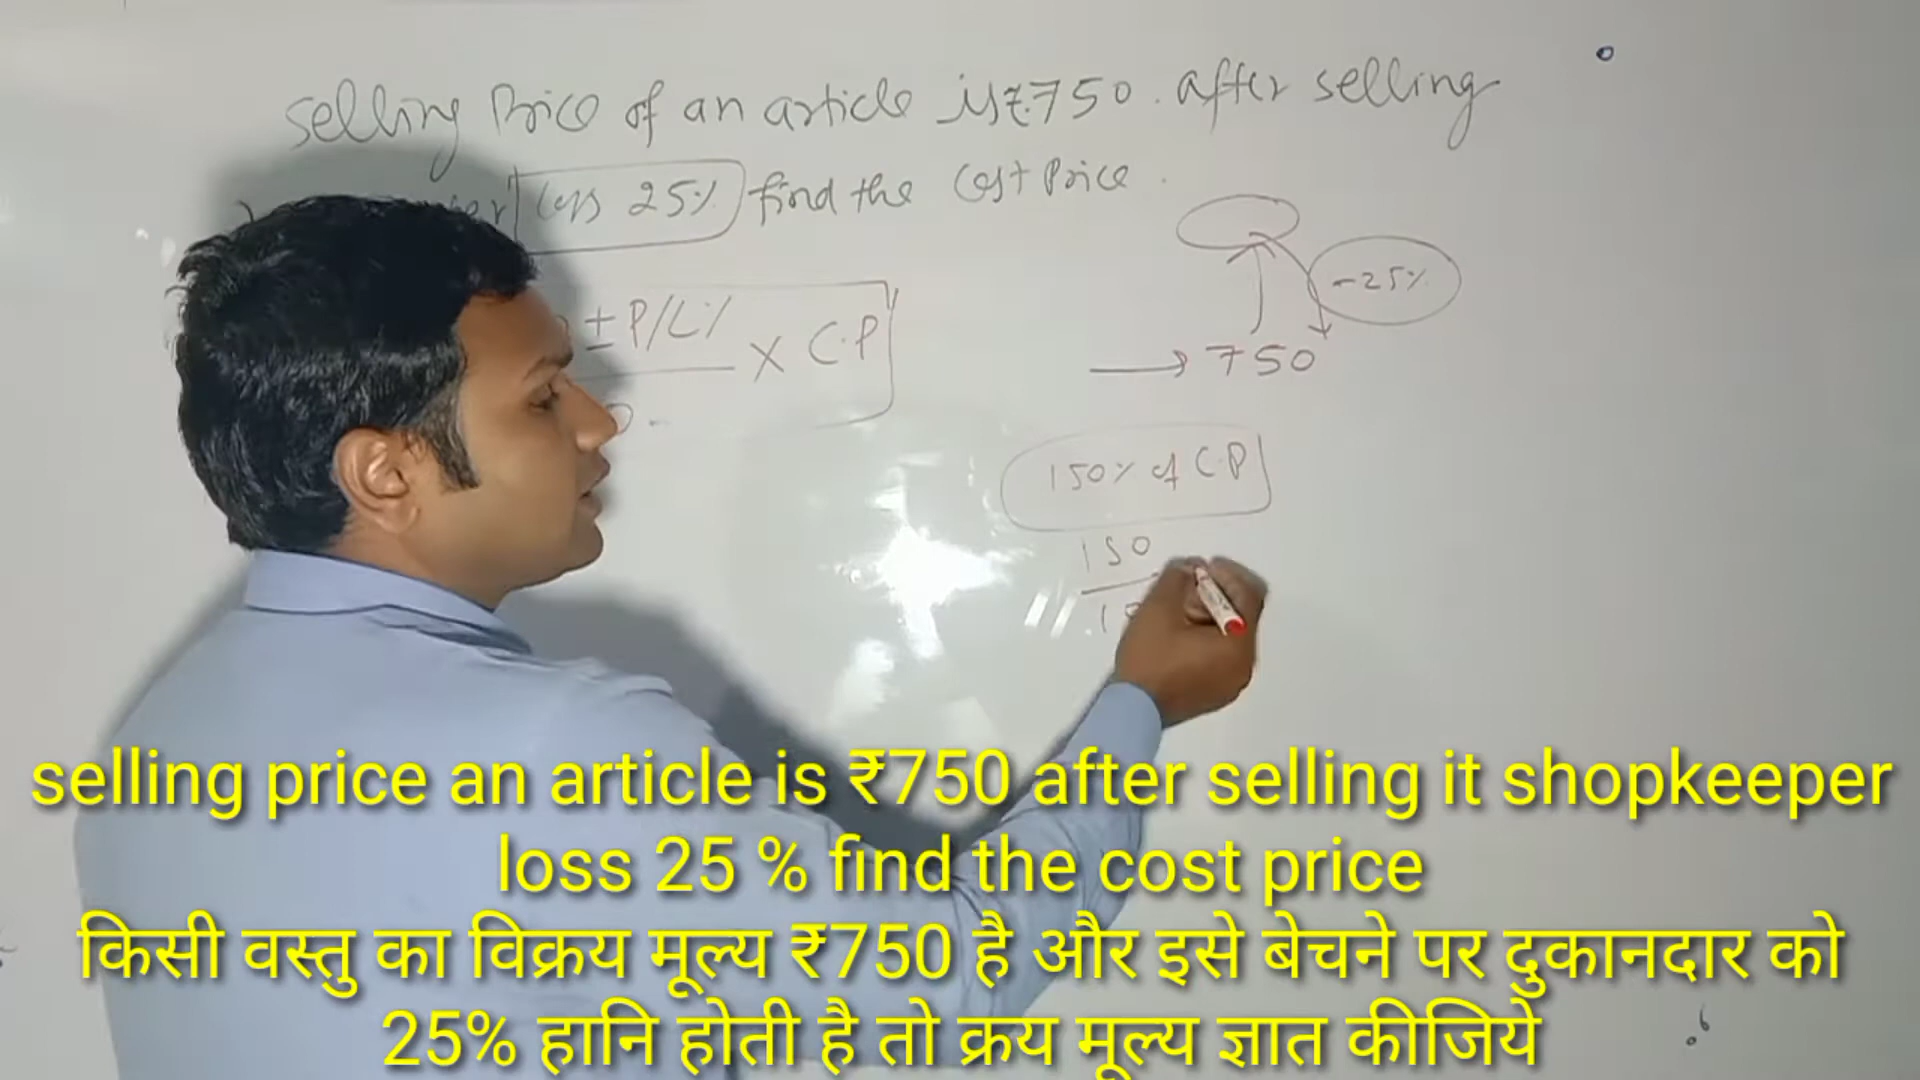 selling Price of an article is ₹.750. after selling
loss 25% find the Cost Price.
± P/L% × C.P
-25%
750
150% of C.P
150
selling price an article is ₹750 after selling it shopkeeper
loss 25 % find the cost price
किसी वस्तु का विक्रय मूल्य ₹750 है और इसे बेचने पर दुकानदार को
25% हानि होती है तो क्रय मूल्य ज्ञात कीजिये